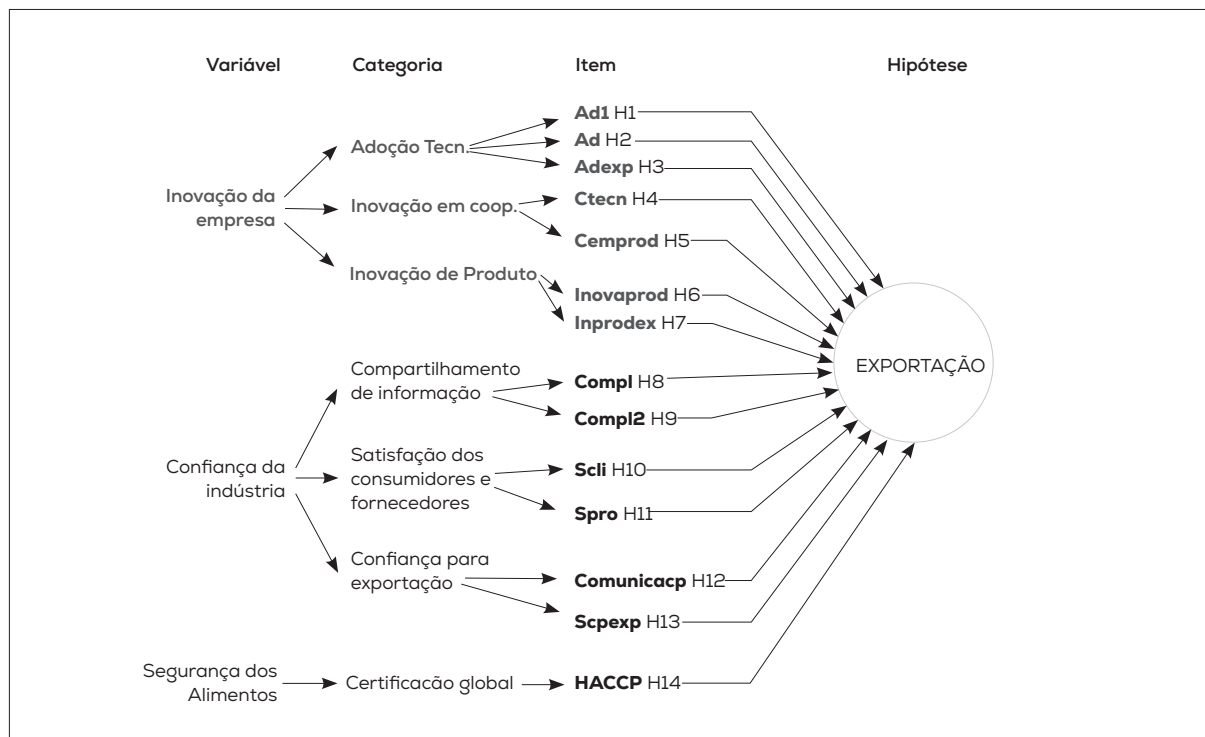 Variável Categoria Item Hipótese
Ad1 H1
Adoção Tecn.
Ad H2
Adexp H3
Inovação da
empresa
Inovação em coop.
Ctecn H4
Cemprod H5
Inovação de Produto
Inovaprod H6
Inprodex H7
EXPORTAÇÃO
Compartilhamento
de informação
Compl H8
Compl2 H9
Confiança da
indústria
Satisfação dos
consumidores e
fornecedores
Scli H10
Spro H11
Confiança para
exportação
Comunicacp H12
Scpexp H13
Segurança dos
Alimentos
Certificacão global
HACCP H14